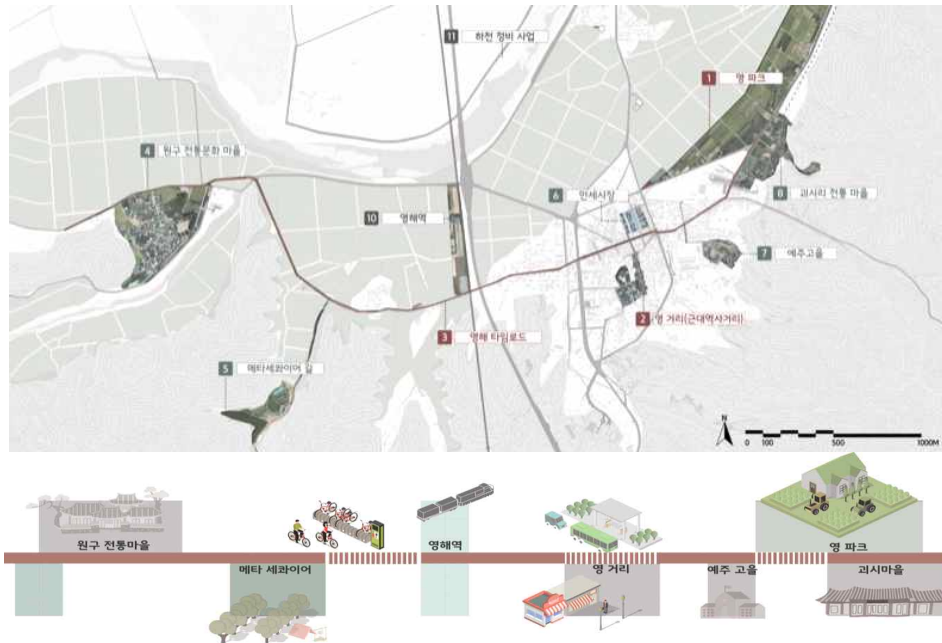 11 하천 정비 사업
1 영 파크
4 원구 전통문화 마을
6 만세시장
8 괴시리 전통 마을
10 영해역
7 예주고을
2 영 거리(근대역사거리)
3 영해 타임로드
5 메타세콰이어 길
N
0 100 500 1000M
원구 전통마을
영해역
영 파크
메타 세콰이어
영 거리
예주 고을
괴시마을